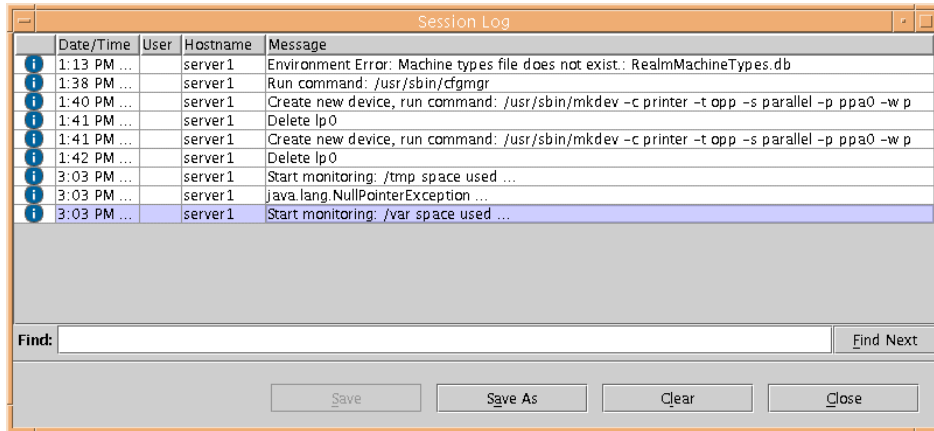 Session Log
Date/Time User Hostname Message
1:13 PM ... server1 Environment Error: Machine types file does not exist.: RealmMachineTypes.db
1:38 PM ... server1 Run command: /usr/sbin/cfgmgr
1:40 PM ... server1 Create new device, run command: /usr/sbin/mkdev -c printer -t opp -s parallel -p ppa0 -w p
1:41 PM ... server1 Delete lp0
1:41 PM ... server1 Create new device, run command: /usr/sbin/mkdev -c printer -t opp -s parallel -p ppa0 -w p
1:42 PM ... server1 Delete lp0
3:03 PM ... server1 Start monitoring: /tmp space used ...
3:03 PM ... server1 java.lang.NullPointerException ...
3:03 PM ... server1 Start monitoring: /var space used ...
Find: Find Next
Save Save As Clear Close